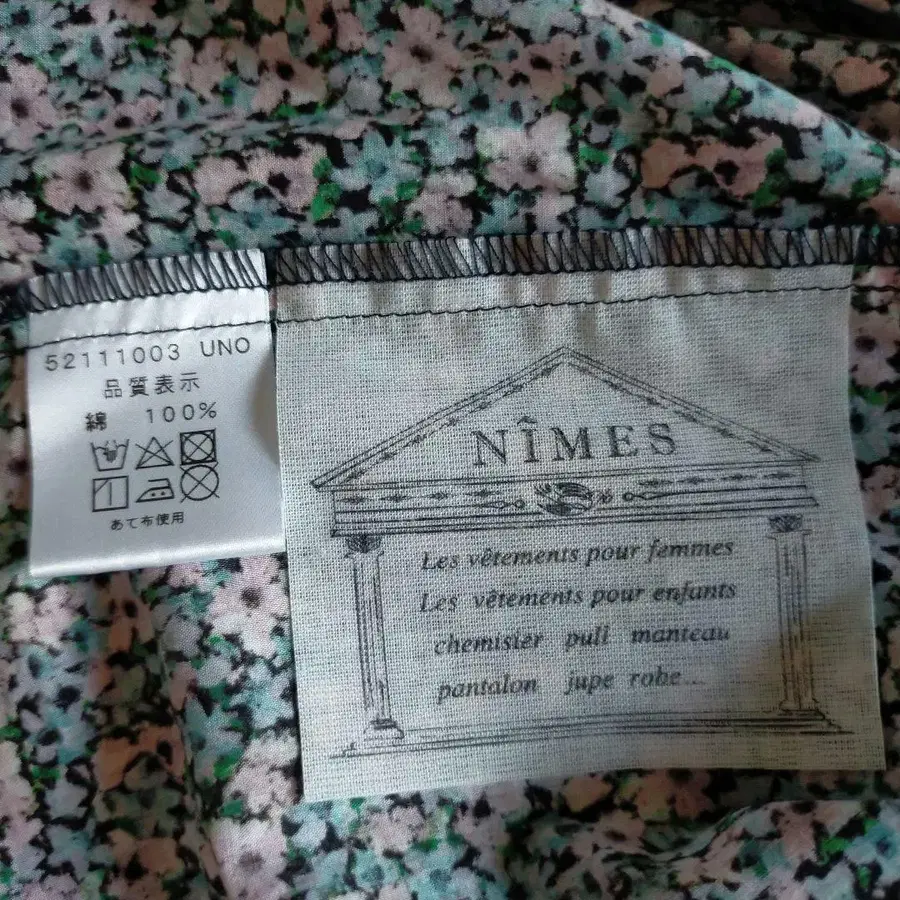 52111003 UNO
品質表示
綿 100%
あて布使用
NÎMES
Les vêtements pour femmes
Les vêtements pour enfants
chemisier pull manteau
pantalon jupe robe...